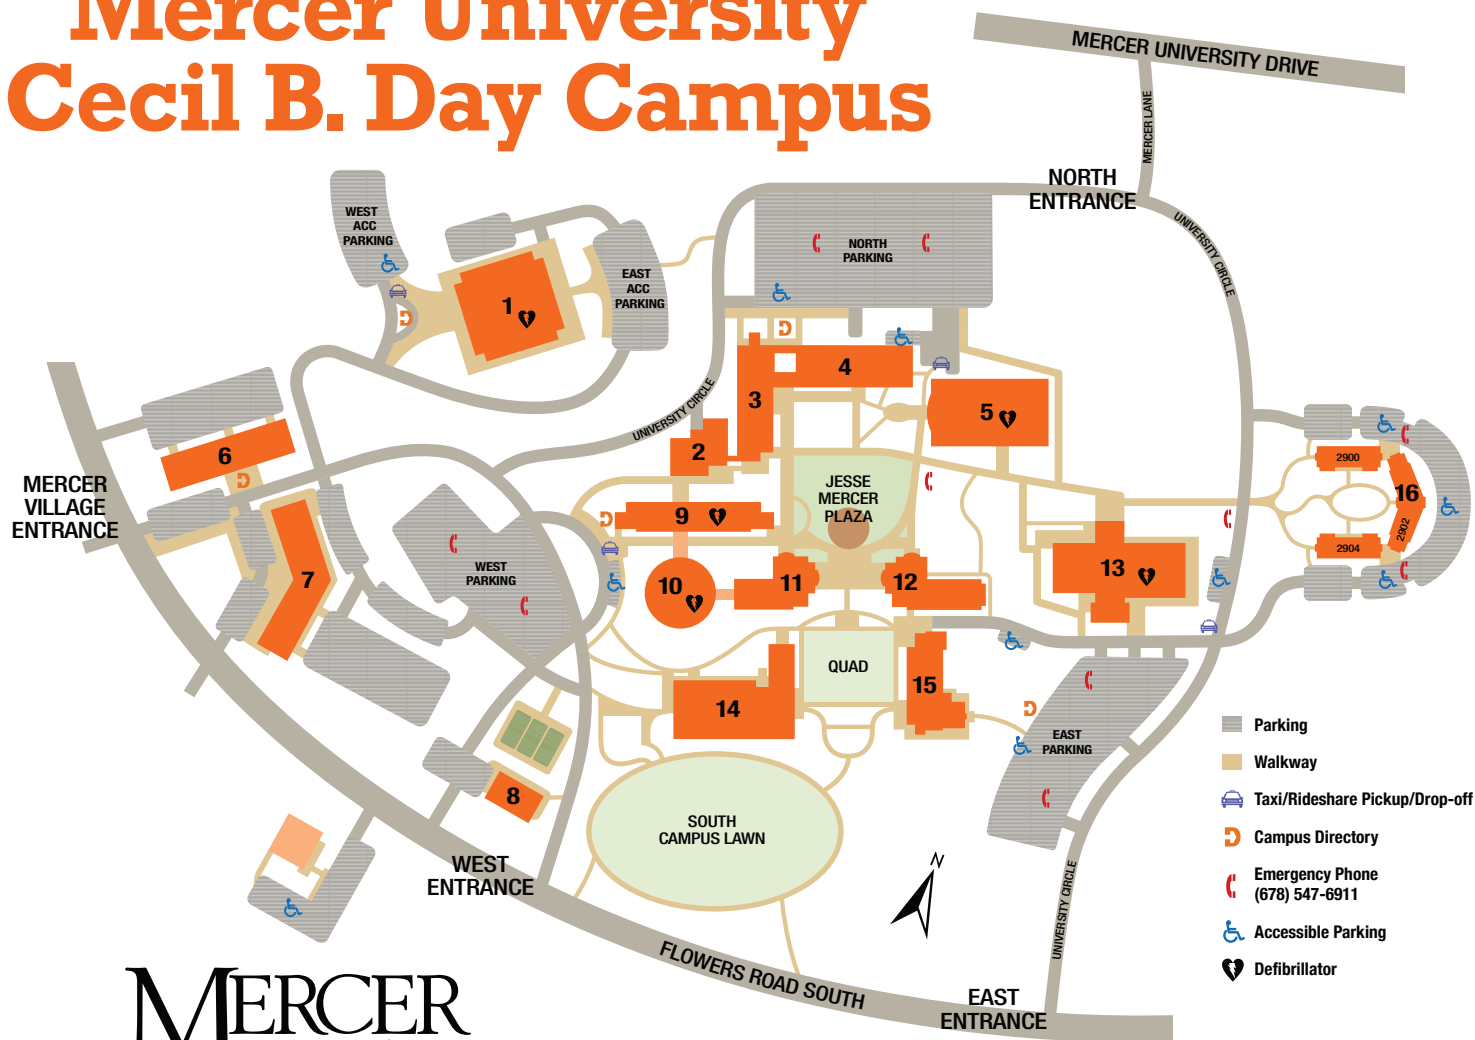 Mercer University
Cecil B. Day Campus
MERCER UNIVERSITY DRIVE
MERCER LANE
NORTH
ENTRANCE
UNIVERSITY CIRCLE
WEST
ACC
PARKING
EAST
ACC
PARKING
NORTH
PARKING
1
4
3
5
2
UNIVERSITY CIRCLE
6
MERCER
VILLAGE
ENTRANCE
7
WEST
PARKING
9
JESSE
MERCER
PLAZA
10
11
12
13
2900
16
2902
2904
QUAD
14
15
EAST
PARKING
8
SOUTH
CAMPUS LAWN
WEST
ENTRANCE
N
UNIVERSITY CIRCLE
FLOWERS ROAD SOUTH
EAST
ENTRANCE
Parking
Walkway
Taxi/Rideshare Pickup/Drop-off
Campus Directory
Emergency Phone
(678) 547-6911
Accessible Parking
Defibrillator
MERCER